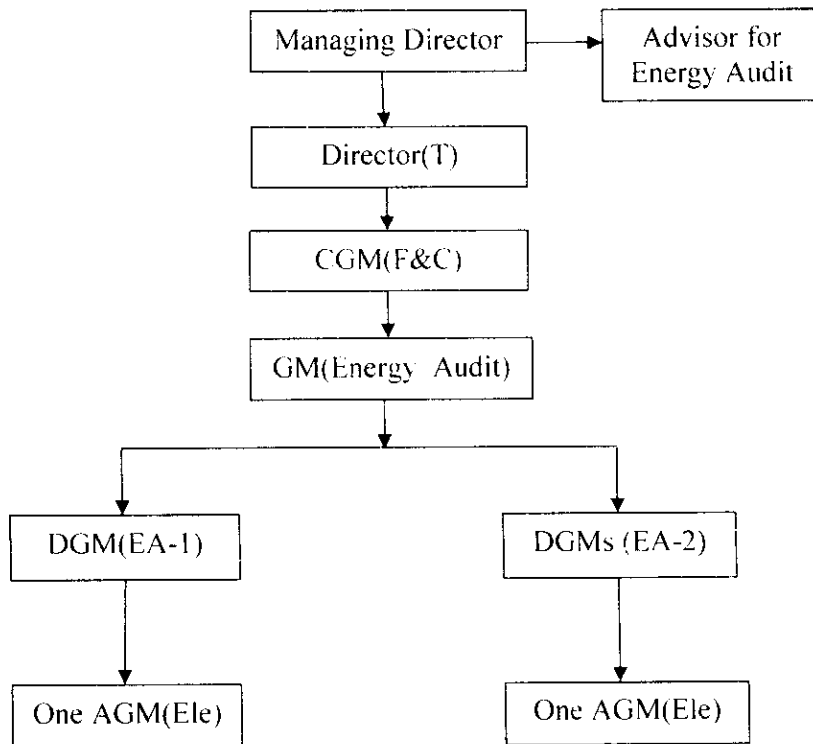 Managing Director
Advisor for
Energy Audit
Director(T)
CGM(F&C)
GM(Energy Audit)
DGM(EA-1)
DGMs (EA-2)
One AGM(Ele)
One AGM(Ele)